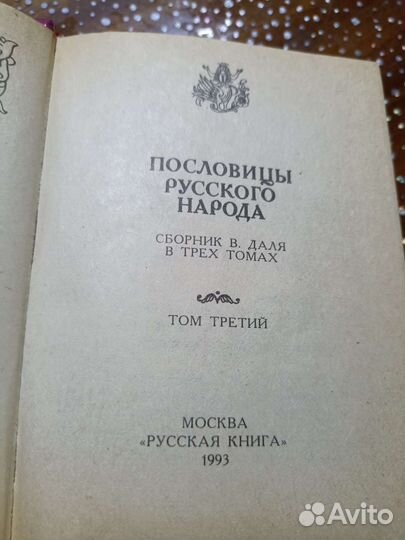 ПОСЛОВИЦЫ
РУССКОГО
НАРОДА
СБОРНИК В. ДАЛЯ
В ТРЕХ ТОМАХ
ТОМ ТРЕТИЙ
МОСКВА
«РУССКАЯ КНИГА»
1993
Avito